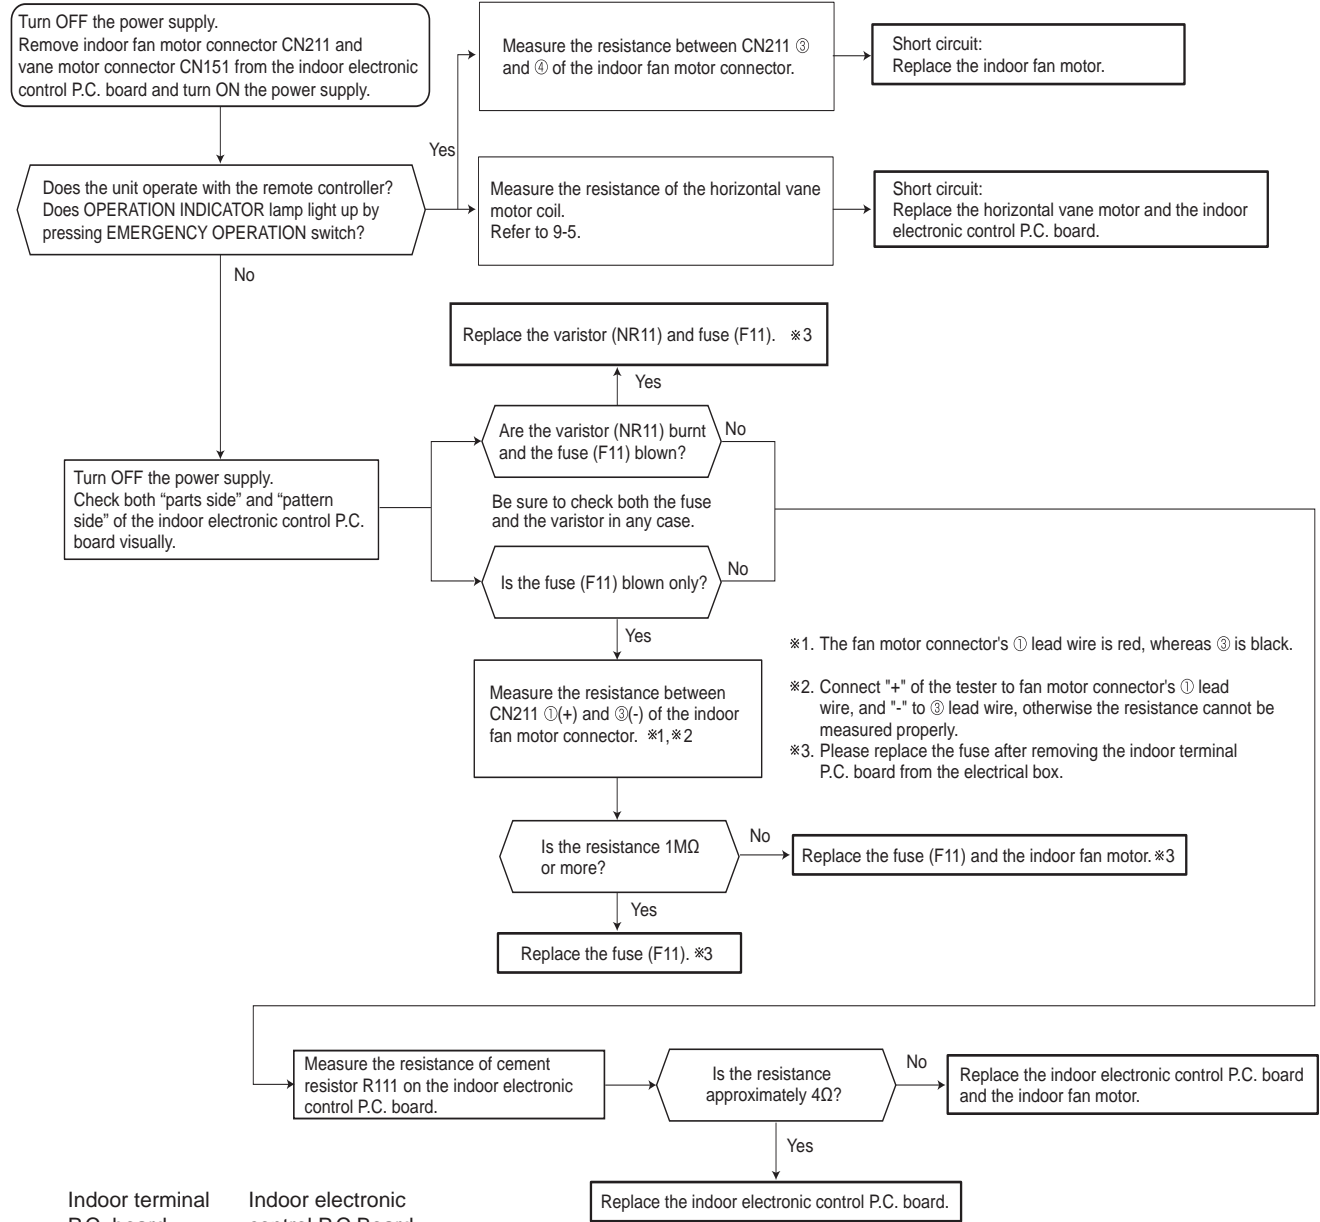 Turn OFF the power supply.
Remove indoor fan motor connector CN211 and
vane motor connector CN151 from the indoor electronic
control P.C. board and turn ON the power supply.
Measure the resistance between CN211 ③
and ④ of the indoor fan motor connector.
Short circuit:
Replace the indoor fan motor.
Yes
Does the unit operate with the remote controller?
Does OPERATION INDICATOR lamp light up by
pressing EMERGENCY OPERATION switch?
Measure the resistance of the horizontal vane
motor coil.
Refer to 9-5.
Short circuit:
Replace the horizontal vane motor and the indoor
electronic control P.C. board.
No
Replace the varistor (NR11) and fuse (F11). ※3
Yes
Are the varistor (NR11) burnt
and the fuse (F11) blown?
No
Turn OFF the power supply.
Check both “parts side” and “pattern
side” of the indoor electronic control P.C.
board visually.
Be sure to check both the fuse
and the varistor in any case.
Is the fuse (F11) blown only?
No
Yes
Measure the resistance between
CN211 ①(+) and ③(-) of the indoor
fan motor connector. ※1,※2
※1. The fan motor connector's ① lead wire is red, whereas ③ is black.
※2. Connect "+" of the tester to fan motor connector's ① lead
wire, and "-" to ③ lead wire, otherwise the resistance cannot be
measured properly.
※3. Please replace the fuse after removing the indoor terminal
P.C. board from the electrical box.
Is the resistance 1MΩ
or more?
No
Replace the fuse (F11) and the indoor fan motor.※3
Yes
Replace the fuse (F11). ※3
Measure the resistance of cement
resistor R111 on the indoor electronic
control P.C. board.
Is the resistance
approximately 4Ω?
No
Replace the indoor electronic control P.C. board
and the indoor fan motor.
Yes
Replace the indoor electronic control P.C. board.
Indoor terminal
P.C. board
Indoor electronic
control P.C.Board